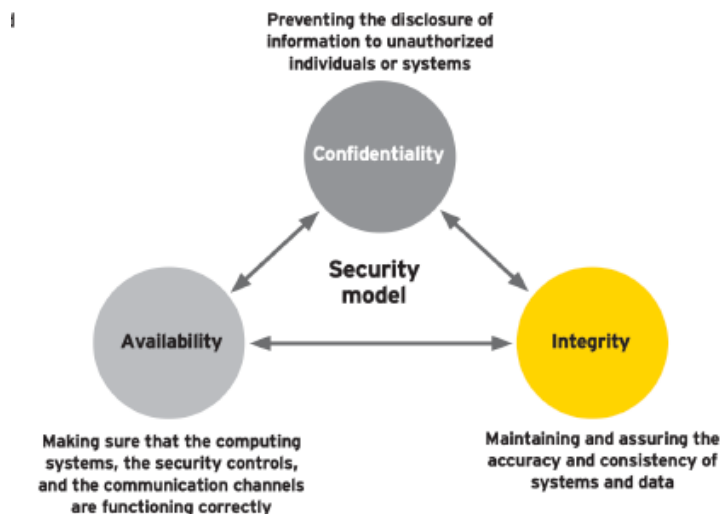 Preventing the disclosure of
information to unauthorized
individuals or systems
Confidentiality
Security
model
Availability
Integrity
Making sure that the computing
systems, the security controls,
and the communication channels
are functioning correctly
Maintaining and assuring the
accuracy and consistency of
systems and data